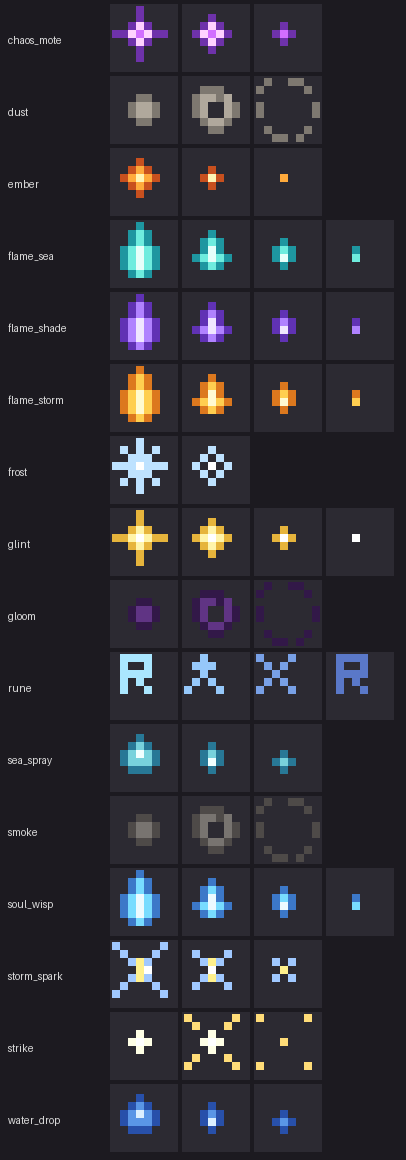 chaos_mote
dust
ember
flame_sea
flame_shade
flame_storm
frost
glint
gloom
rune
sea_spray
smoke
soul_wisp
storm_spark
strike
water_drop